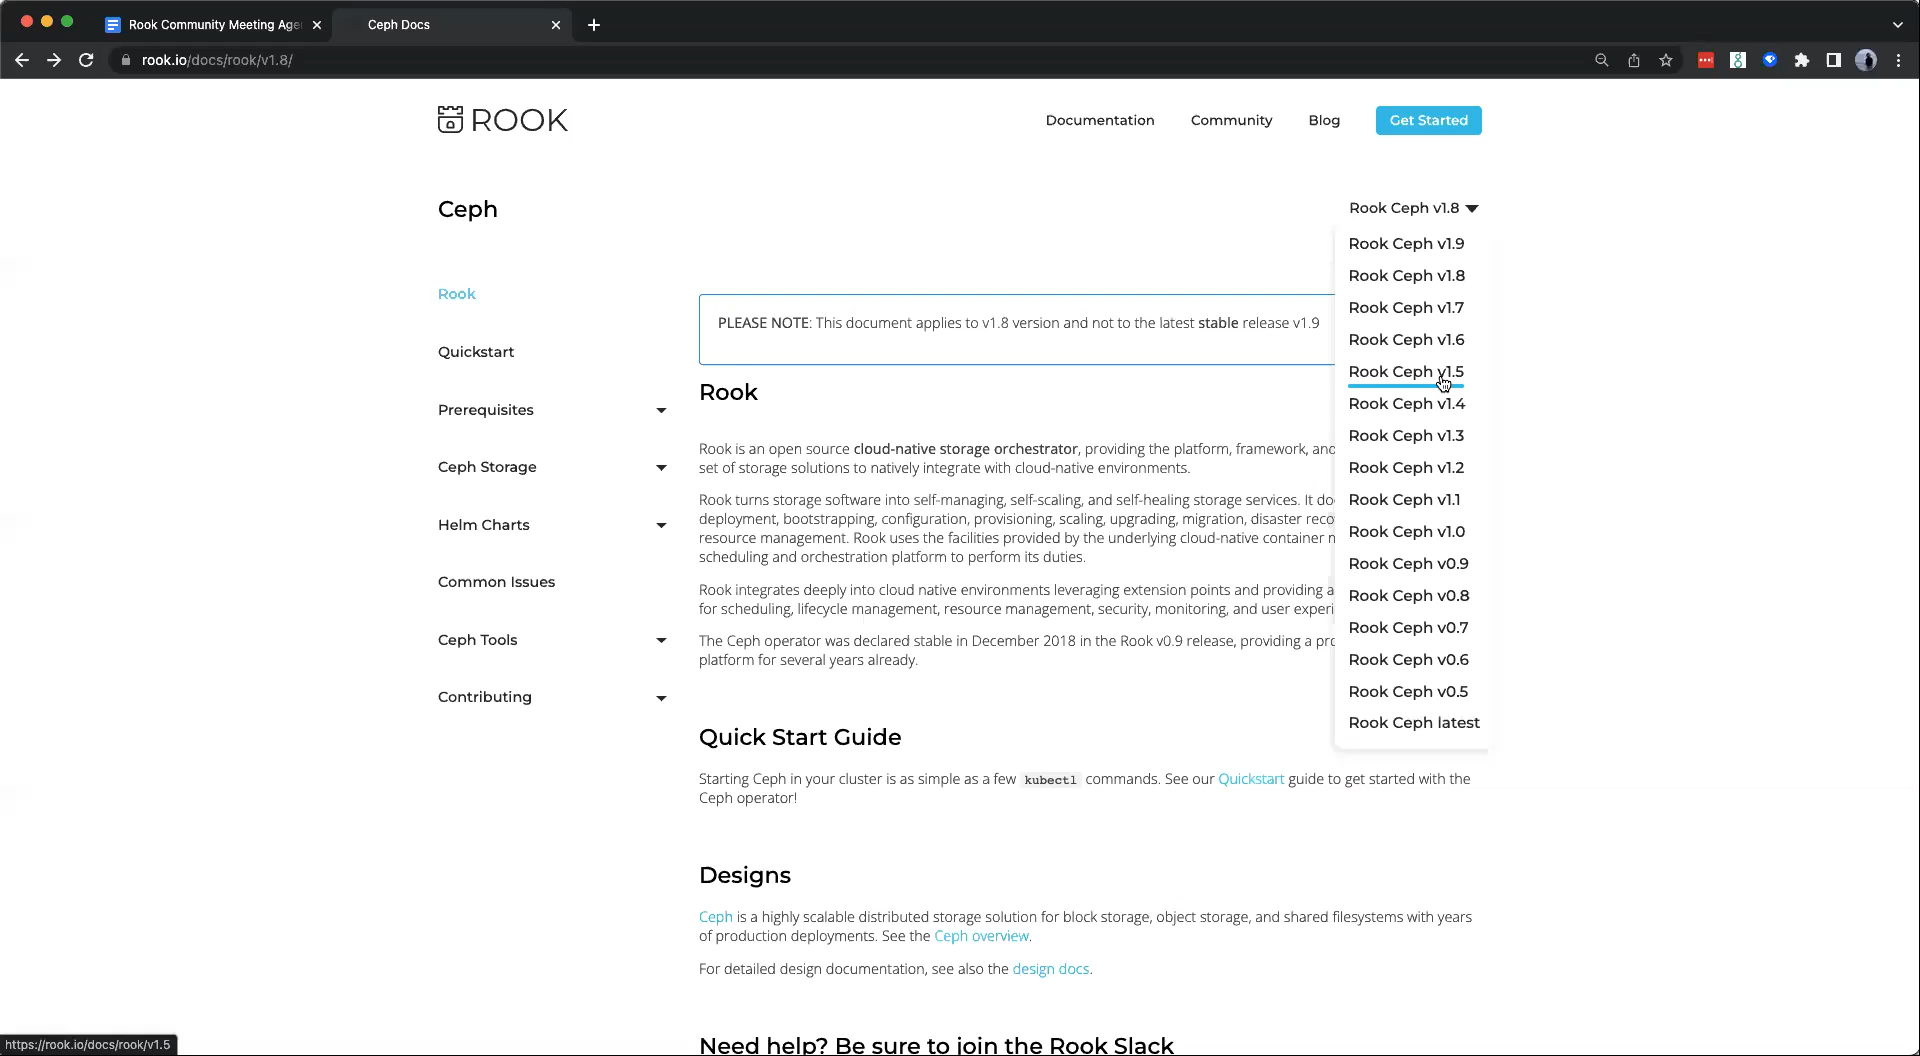 Rook Community Meeting Age
Ceph Docs
rook.io/docs/rook/v1.8/
ROOK
Documentation
Community
Blog
Get Started
Ceph
Rook Ceph v1.8
Rook Ceph v1.9
Rook Ceph v1.8
Rook Ceph v1.7
Rook Ceph v1.6
Rook Ceph v1.5
Rook Ceph v1.4
Rook Ceph v1.3
Rook Ceph v1.2
Rook Ceph v1.1
Rook Ceph v1.0
Rook Ceph v0.9
Rook Ceph v0.8
Rook Ceph v0.7
Rook Ceph v0.6
Rook Ceph v0.5
Rook Ceph latest
Rook
Quickstart
Prerequisites
Ceph Storage
Helm Charts
Common Issues
Ceph Tools
Contributing
PLEASE NOTE: This document applies to v1.8 version and not to the latest stable release v1.9
Rook
Rook is an open source cloud-native storage orchestrator, providing the platform, framework, and
set of storage solutions to natively integrate with cloud-native environments.
Rook turns storage software into self-managing, self-scaling, and self-healing storage services. It do
deployment, bootstrapping, configuration, provisioning, scaling, upgrading, migration, disaster reco
resource management. Rook uses the facilities provided by the underlying cloud-native container
scheduling and orchestration platform to perform its duties.
Rook integrates deeply into cloud native environments leveraging extension points and providing a
for scheduling, lifecycle management, resource management, security, monitoring, and user experi
The Ceph operator was declared stable in December 2018 in the Rook v0.9 release, providing a pro
platform for several years already.
Quick Start Guide
Starting Ceph in your cluster is as simple as a few kubectl commands. See our Quickstart guide to get started with the
Ceph operator!
Designs
Ceph is a highly scalable distributed storage solution for block storage, object storage, and shared filesystems with years
of production deployments. See the Ceph overview.
For detailed design documentation, see also the design docs.
Need help? Be sure to join the Rook Slack
https://rook.io/docs/rook/v1.5